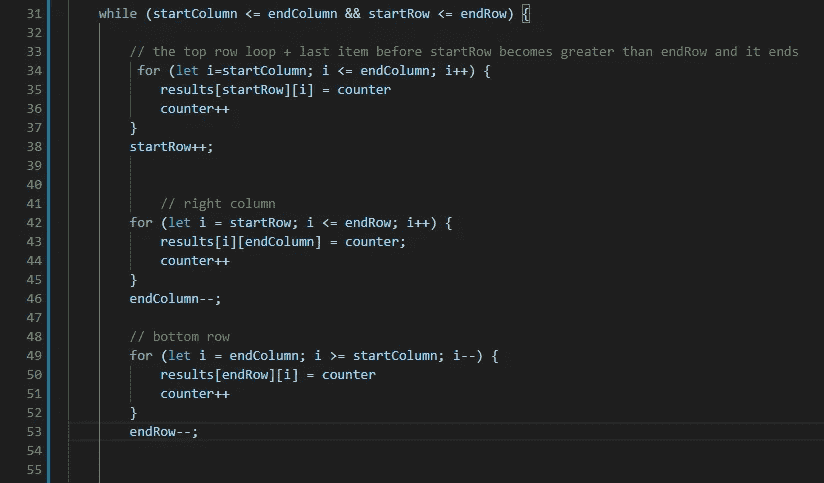 31 while (startColumn <= endColumn && startRow <= endRow) {
32
33 // the top row loop + last item before startRow becomes greater than endRow and it ends
34 for (let i=startColumn; i <= endColumn; i++) {
35 results[startRow][i] = counter
36 counter++
37 }
38 startRow++;
39
40
41 // right column
42 for (let i = startRow; i <= endRow; i++) {
43 results[i][endColumn] = counter;
44 counter++
45 }
46 endColumn--;
47
48 // bottom row
49 for (let i = endColumn; i >= startColumn; i--) {
50 results[endRow][i] = counter
51 counter++
52 }
53 endRow--;
54
55